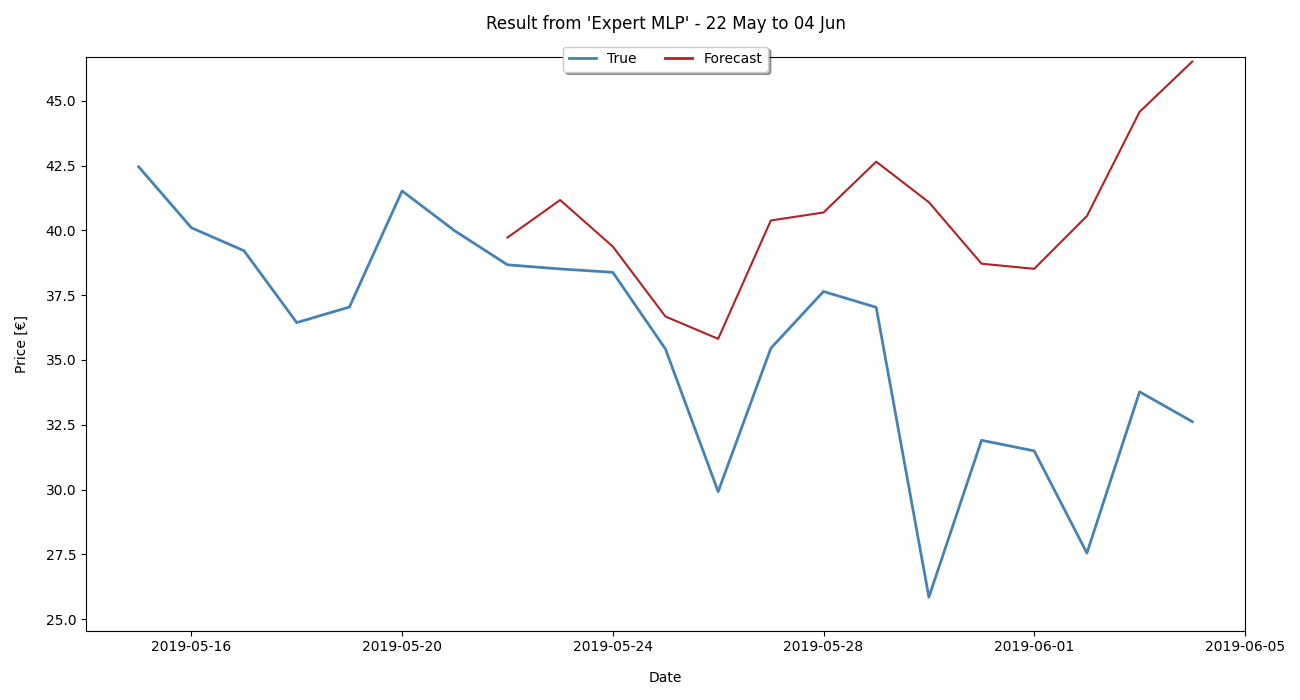 Result from 'Expert MLP' - 22 May to 04 Jun
True Forecast
45.0
42.5
40.0
37.5
35.0
32.5
30.0
27.5
25.0
Price [€]
2019-05-16 2019-05-20 2019-05-24 2019-05-28 2019-06-01 2019-06-05
Date